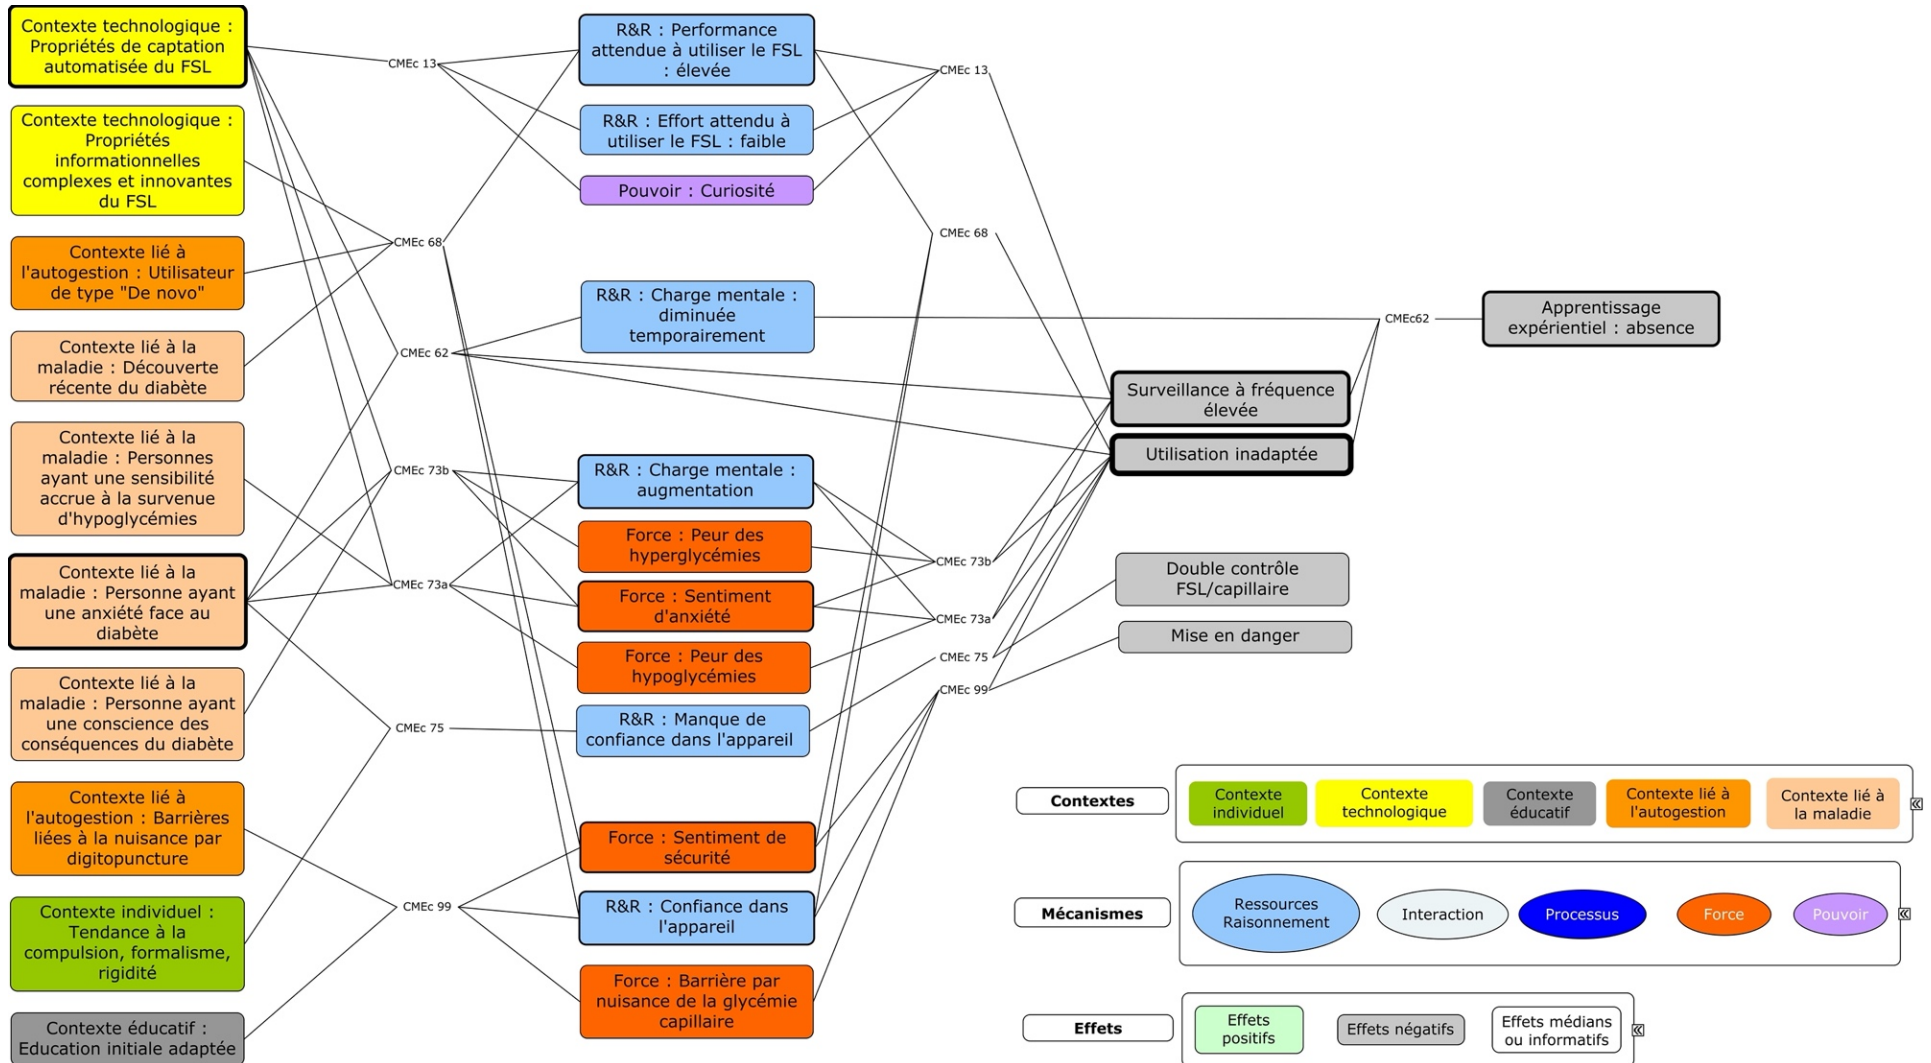 Contexte technologique :
Propriétés de captation
automatisée du FSL
Contexte technologique :
Propriétés
informationnelles
complexes et innovantes
du FSL
Contexte lié à
l'autogestion : Utilisateur
de type "De novo"
Contexte lié à la
maladie : Découverte
récente du diabète
Contexte lié à la
maladie : Personnes
ayant une sensibilité
accrue à la survenue
d'hypoglycémies
Contexte lié à la
maladie : Personne ayant
une anxiété face au
diabète
Contexte lié à la
maladie : Personne ayant
une conscience des
conséquences du diabète
Contexte lié à
l'autogestion : Barrières
liées à la nuisance par
digitopuncture
Contexte individuel :
Tendance à la
compulsion, formalisme,
rigidité
Contexte éducatif :
Education initiale adaptée
CMEc 13
CMEc 68
CMEc 62
CMEc 73b
CMEc 73a
CMEc 75
CMEc 99
R&R : Performance
attendue à utiliser le FSL
: élevée
R&R : Effort attendu à
utiliser le FSL : faible
Pouvoir : Curiosité
R&R : Charge mentale :
diminuée
temporairement
R&R : Charge mentale :
augmentation
Force : Peur des
hyperglycémies
Force : Sentiment
d'anxiété
Force : Peur des
hypoglycémies
R&R : Manque de
confiance dans l'appareil
Force : Sentiment de
sécurité
R&R : Confiance dans
l'appareil
Force : Barrière par
nuisance de la glycémie
capillaire
CMEc 13
CMEc 68
CMEc 73b
CMEc 73a
CMEc 75
CMEc 99
Surveillance à fréquence
élevée
Utilisation inadaptée
Double contrôle
FSL/capillaire
Mise en danger
CMEc62
Apprentissage
expérientiel : absence
Contextes
Contexte
individuel
Contexte
technologique
Contexte
éducatif
Contexte lié à
l'autogestion
Contexte lié à
la maladie
Mécanismes
Ressources
Raisonnement
Interaction
Processus
Force
Pouvoir
Effets
Effets
positifs
Effets négatifs
Effets médians
ou informatifs